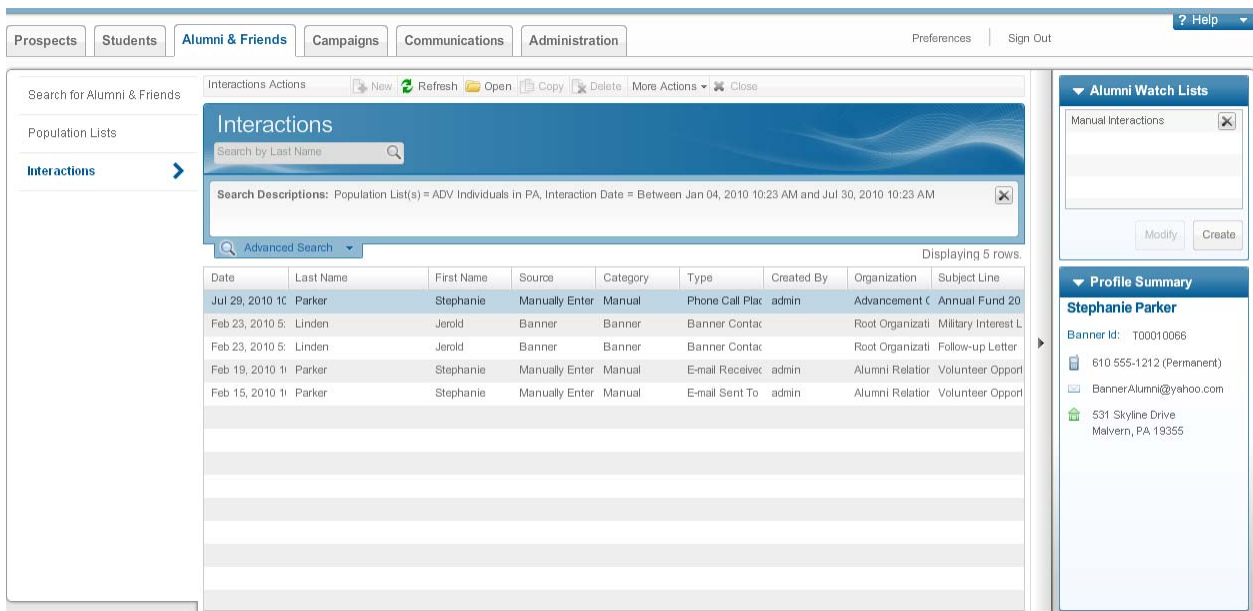 ? Help
Prospects Students Alumni & Friends Campaigns Communications Administration Preferences Sign Out
Search for Alumni & Friends
Population Lists
Interactions
Interactions Actions New Refresh Open Copy Delete More Actions Close
Interactions
Search by Last Name
Search Descriptions: Population List(s) = ADV Individuals in PA, Interaction Date = Between Jan 04, 2010 10:23 AM and Jul 30, 2010 10:23 AM
Advanced Search
Displaying 5 rows.
Date Last Name First Name Source Category Type Created By Organization Subject Line
Jul 29, 2010 1( Parker Stephanie Manually Enter Manual Phone Call Plac admin Advancement ( Annual Fund 20
Feb 23, 2010 5: Linden Jerold Banner Banner Banner Contac Root Organizati Military Interest L
Feb 23, 2010 5: Linden Jerold Banner Banner Banner Contac Root Organizati Follow-up Letter
Feb 19, 2010 1( Parker Stephanie Manually Enter Manual E-mail Receivec admin Alumni Relatior Volunteer Opport
Feb 15, 2010 1( Parker Stephanie Manually Enter Manual E-mail Sent To admin Alumni Relatior Volunteer Opport
Alumni Watch Lists
Manual Interactions
Modify Create
Profile Summary
Stephanie Parker
Banner Id: T00010066
610 555-1212 (Permanent)
BannerAlumni@yahoo.com
531 Skyline Drive
Malvern, PA 19355